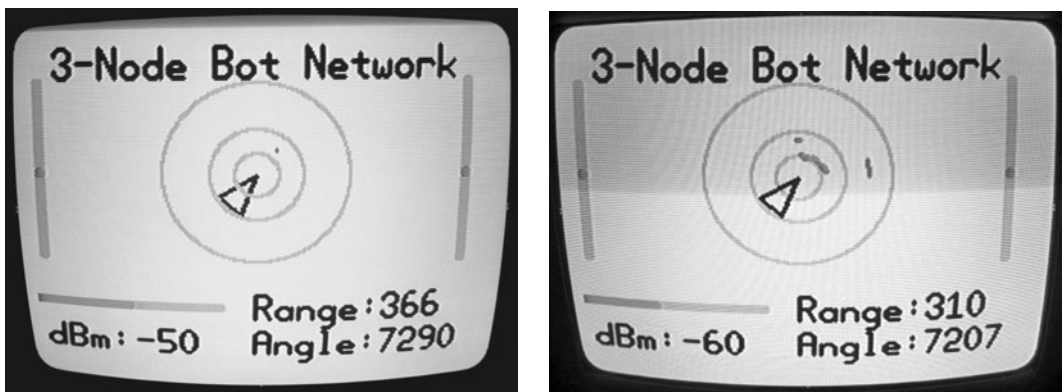 3-Node Bot Network
Range:366
dBm:-50
Angle:7290
3-Node Bot Network
Range:310
dBm:-60
Angle:7207